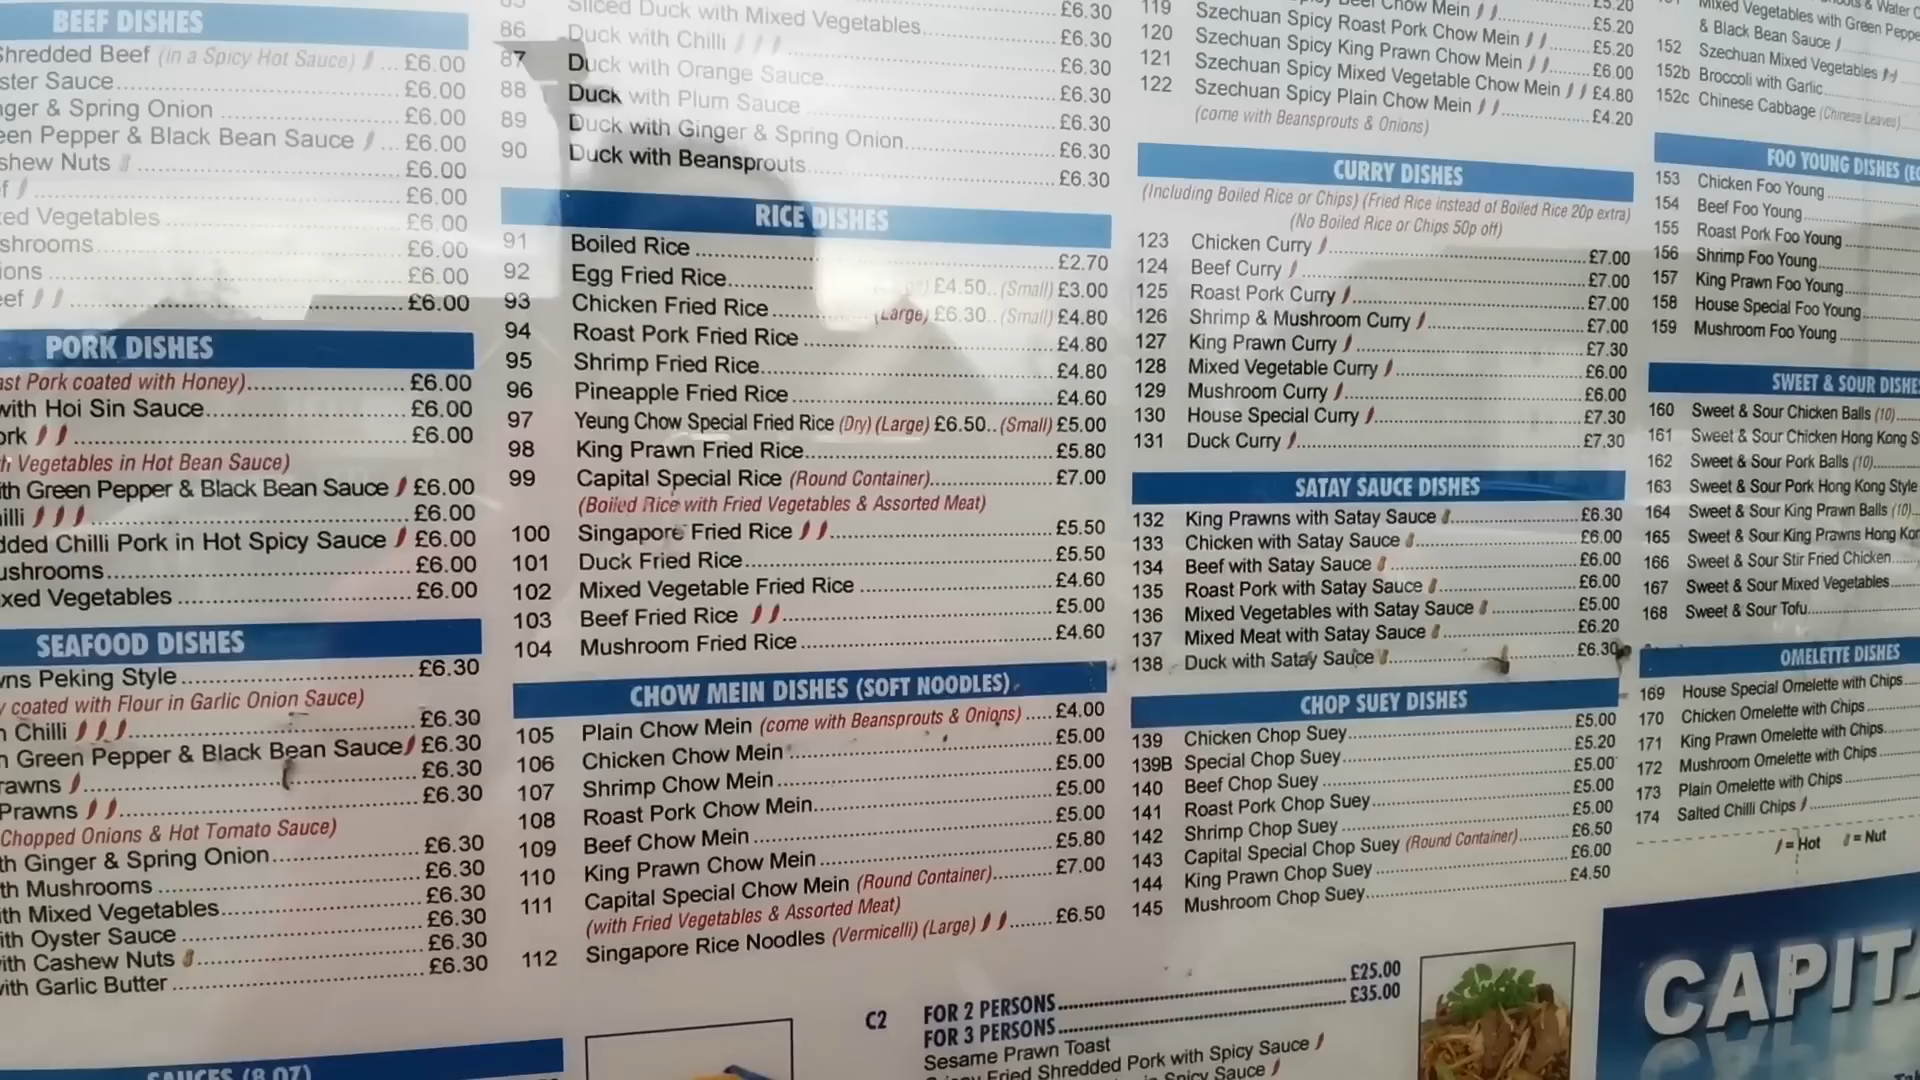 BEEF DISHES
Shredded Beef (in a Spicy Hot Sauce) ... £6.00
ster Sauce ... £6.00
ger & Spring Onion ... £6.00
en Pepper & Black Bean Sauce ... £6.00
shew Nuts ... £6.00
f ... £6.00
ed Vegetables ... £6.00
shrooms ... £6.00
ions ... £6.00
eef ... £6.00
PORK DISHES
ast Pork coated with Honey) ... £6.00
with Hoi Sin Sauce ... £6.00
ork ... £6.00
h Vegetables in Hot Bean Sauce)
ith Green Pepper & Black Bean Sauce £6.00
illi ... £6.00
dded Chilli Pork in Hot Spicy Sauce £6.00
ushrooms ... £6.00
xed Vegetables ... £6.00
SEAFOOD DISHES
wns Peking Style ... £6.30
y coated with Flour in Garlic Onion Sauce)
h Chilli ... £6.30
n Green Pepper & Black Bean Sauce £6.30
rawns ... £6.30
Prawns ... £6.30
Chopped Onions & Hot Tomato Sauce)
th Ginger & Spring Onion ... £6.30
th Mushrooms ... £6.30
ith Mixed Vegetables ... £6.30
ith Oyster Sauce ... £6.30
ith Cashew Nuts ... £6.30
with Garlic Butter ... £6.30
SAUCES (8 OZ)
85 Sliced Duck with Mixed Vegetables ... £6.30
86 Duck with Chilli ... £6.30
87 Duck with Orange Sauce ... £6.30
88 Duck with Plum Sauce ... £6.30
89 Duck with Ginger & Spring Onion ... £6.30
90 Duck with Beansprouts ... £6.30
£6.30
RICE DISHES
91 Boiled Rice ... £2.70
92 Egg Fried Rice ... £4.50.. (Small) £3.00
93 Chicken Fried Rice ... (Large) £6.30.. (Small) £4.80
94 Roast Pork Fried Rice ... £4.80
95 Shrimp Fried Rice ... £4.80
96 Pineapple Fried Rice ... £4.60
97 Yeung Chow Special Fried Rice (Dry) (Large) £6.50.. (Small) £5.00
98 King Prawn Fried Rice ... £5.80
99 Capital Special Rice (Round Container) ... £7.00
(Boiled Rice with Fried Vegetables & Assorted Meat)
100 Singapore Fried Rice ... £5.50
101 Duck Fried Rice ... £5.50
102 Mixed Vegetable Fried Rice ... £4.60
103 Beef Fried Rice ... £5.00
104 Mushroom Fried Rice ... £4.60
CHOW MEIN DISHES (SOFT NOODLES)
105 Plain Chow Mein (come with Beansprouts & Onions) ..... £4.00
106 Chicken Chow Mein ... £5.00
107 Shrimp Chow Mein ... £5.00
108 Roast Pork Chow Mein ... £5.00
109 Beef Chow Mein ... £5.00
110 King Prawn Chow Mein ... £5.80
111 Capital Special Chow Mein (Round Container) ... £7.00
(with Fried Vegetables & Assorted Meat)
112 Singapore Rice Noodles (Vermicelli) (Large) ... £6.50
Beef Chow Mein ... £5.20
119 Szechuan Spicy Roast Pork Chow Mein ... £5.20
120 Szechuan Spicy King Prawn Chow Mein ... £5.20
121 Szechuan Spicy Mixed Vegetable Chow Mein £6.00
122 Szechuan Spicy Plain Chow Mein ... £4.80
(come with Beansprouts & Onions) £4.20
CURRY DISHES
(Including Boiled Rice or Chips) (Fried Rice instead of Boiled Rice 20p extra)
(No Boiled Rice or Chips 50p off)
123 Chicken Curry ... £7.00
124 Beef Curry ... £7.00
125 Roast Pork Curry ... £7.00
126 Shrimp & Mushroom Curry ... £7.00
127 King Prawn Curry ... £7.30
128 Mixed Vegetable Curry ... £6.00
129 Mushroom Curry ... £6.00
130 House Special Curry ... £7.30
131 Duck Curry ... £7.30
SATAY SAUCE DISHES
132 King Prawns with Satay Sauce ... £6.30
133 Chicken with Satay Sauce ... £6.00
134 Beef with Satay Sauce ... £6.00
135 Roast Pork with Satay Sauce ... £6.00
136 Mixed Vegetables with Satay Sauce ... £5.00
137 Mixed Meat with Satay Sauce ... £6.20
138 Duck with Satay Sauce ... £6.30
CHOP SUEY DISHES
139 Chicken Chop Suey ... £5.00
139B Special Chop Suey ... £5.20
140 Beef Chop Suey ... £5.00
141 Roast Pork Chop Suey ... £5.00
142 Shrimp Chop Suey ... £5.00
143 Capital Special Chop Suey (Round Container) ... £6.50
144 King Prawn Chop Suey ... £6.00
145 Mushroom Chop Suey ... £4.50
C2 FOR 2 PERSONS ... £25.00
FOR 3 PERSONS ... £35.00
Sesame Prawn Toast
Fried Shredded Pork with Spicy Sauce
Spicy Sauce
Mixed Vegetables with Green Peppe
& Black Bean Sauce
152 Szechuan Mixed Vegetables
152b Broccoli with Garlic
152c Chinese Cabbage (Chinese Leaves)
FOO YOUNG DISHES (E
153 Chicken Foo Young
154 Beef Foo Young
155 Roast Pork Foo Young
156 Shrimp Foo Young
157 King Prawn Foo Young
158 House Special Foo Young
159 Mushroom Foo Young
SWEET & SOUR DISHES
160 Sweet & Sour Chicken Balls (10)
161 Sweet & Sour Chicken Hong Kong S
162 Sweet & Sour Pork Balls (10)
163 Sweet & Sour Pork Hong Kong Style
164 Sweet & Sour King Prawn Balls (10)
165 Sweet & Sour King Prawns Hong Kon
166 Sweet & Sour Stir Fried Chicken
167 Sweet & Sour Mixed Vegetables
168 Sweet & Sour Tofu
OMELETTE DISHES
169 House Special Omelette with Chips
170 Chicken Omelette with Chips
171 King Prawn Omelette with Chips
172 Mushroom Omelette with Chips
173 Plain Omelette with Chips
174 Salted Chilli Chips
= Hot = Nut
CAPITA